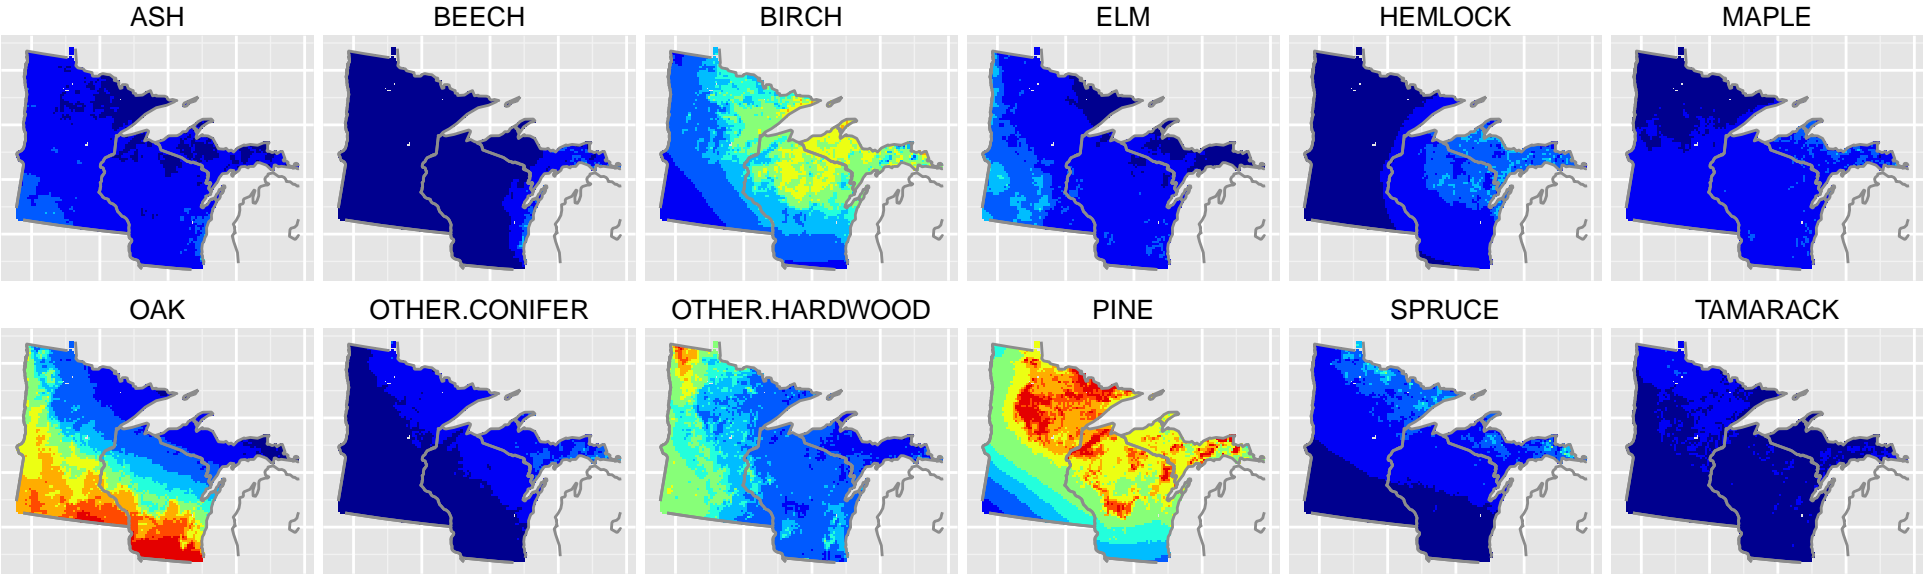 ASH
BEECH
BIRCH
ELM
HEMLOCK
MAPLE
OAK
OTHER.CONIFER
OTHER.HARDWOOD
PINE
SPRUCE
TAMARACK